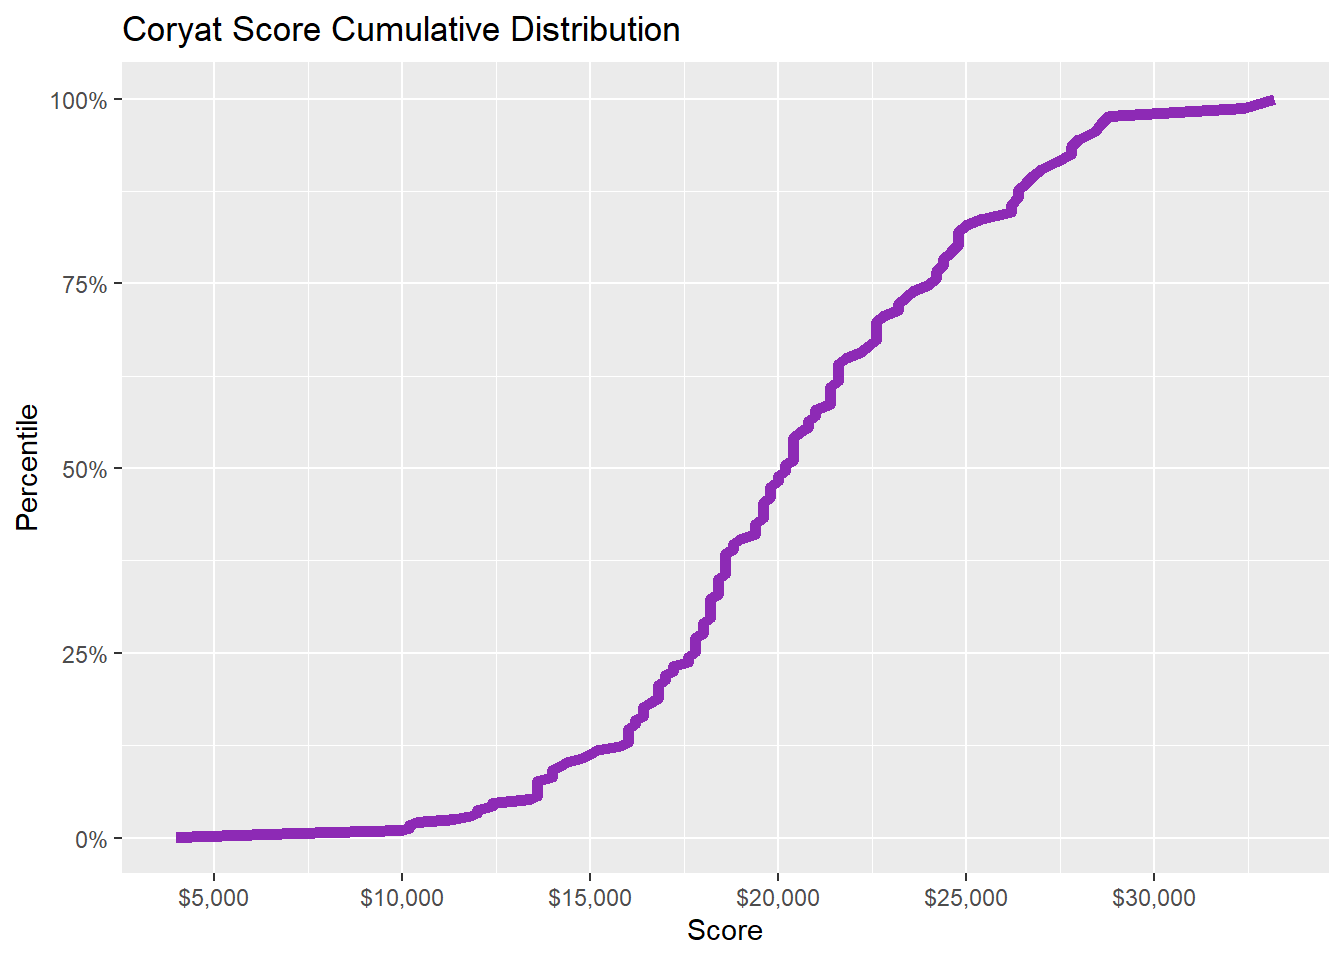 Coryat Score Cumulative Distribution
100%
75%
50%
25%
0%
Percentile
$5,000 $10,000 $15,000 $20,000 $25,000 $30,000
Score